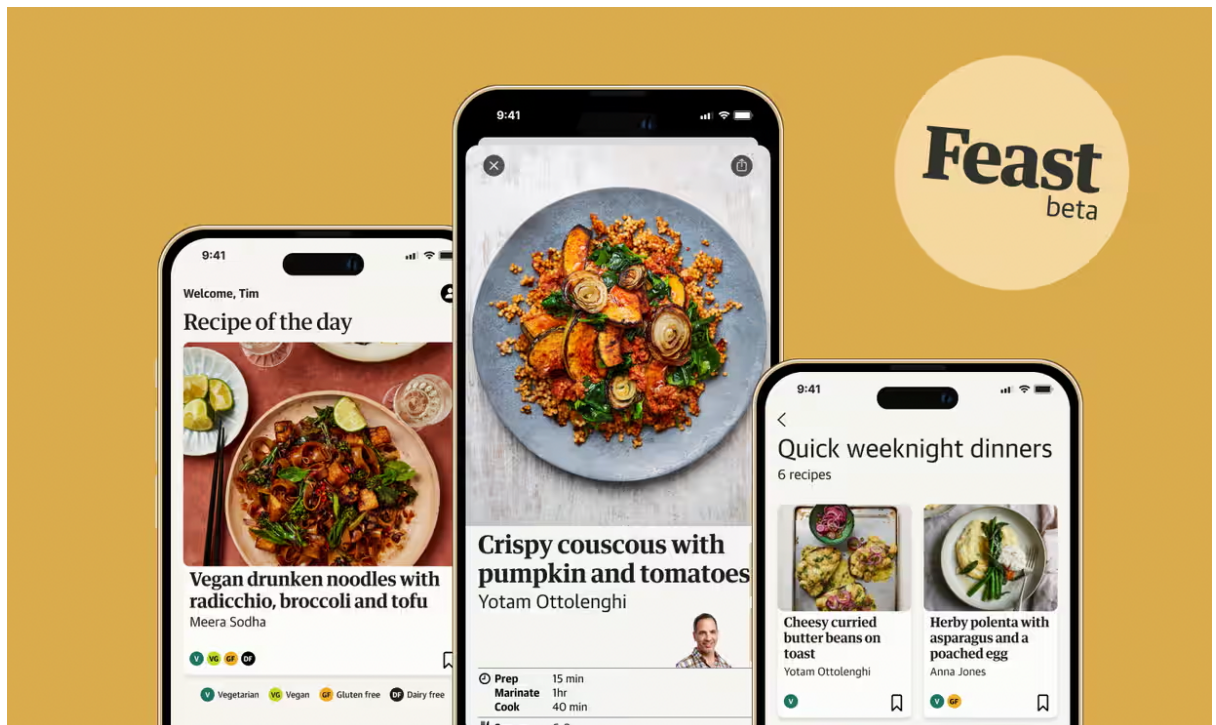 Feast
beta
9:41
Welcome, Tim
Recipe of the day
Vegan drunken noodles with
radicchio, broccoli and tofu
Meera Sodha
V VG GF DF
V Vegetarian VG Vegan GF Gluten free DF Dairy free
9:41
Crispy couscous with
pumpkin and tomatoes
Yotam Ottolenghi
Prep 15 min
Marinate 1hr
Cook 40 min
9:41
Quick weeknight dinners
6 recipes
Cheesy curried
butter beans on
toast
Yotam Ottolenghi
V
Herby polenta with
asparagus and a
poached egg
Anna Jones
V GF